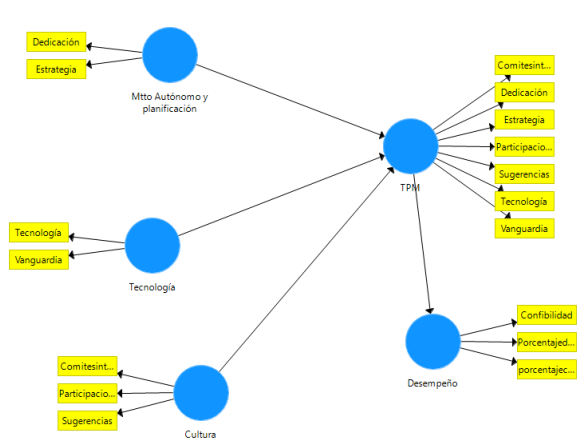 Dedicación
Estrategia
Mtto Autónomo y
planificación
Comitesint...
Dedicación
Estrategia
Participacio...
Sugerencias
Tecnología
Vanguardia
TPM
Tecnología
Vanguardia
Tecnología
Confibilidad
Porcentajed...
porcentajec...
Desempeño
Comitesint...
Participacio...
Sugerencias
Cultura